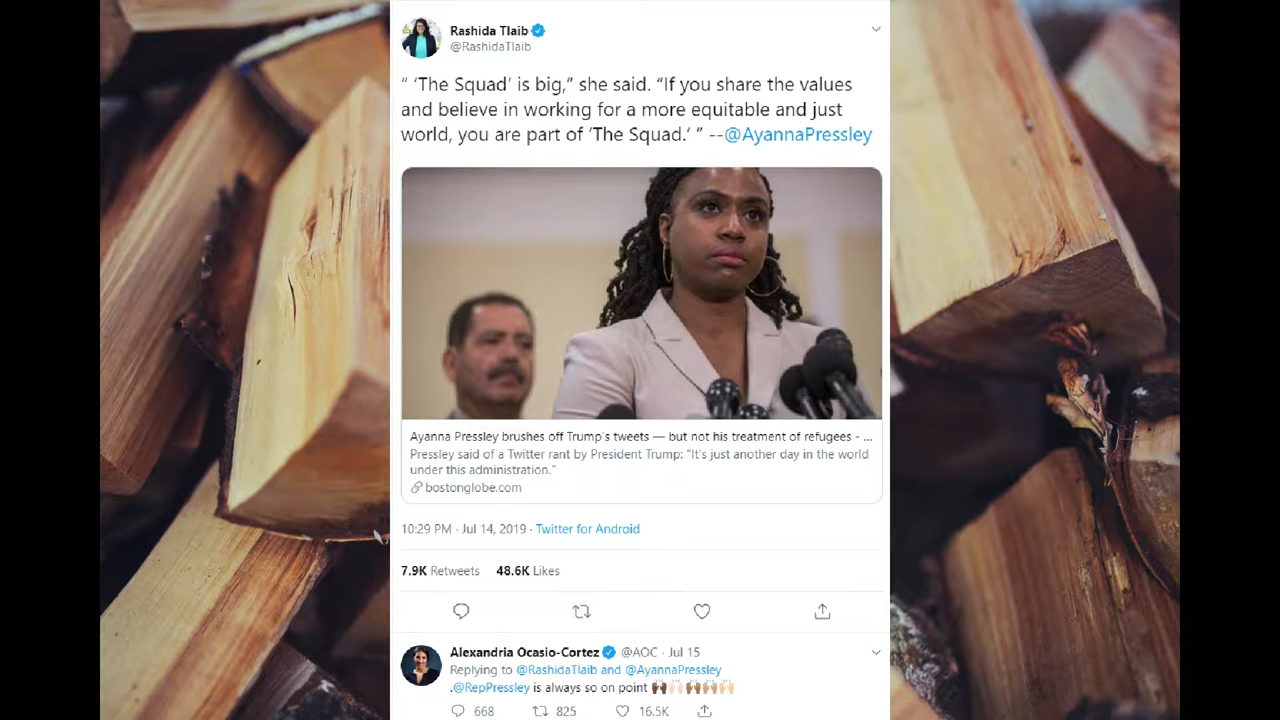 Rashida Tlaib
@RashidaTlaib
“ ‘The Squad’ is big,” she said. “If you share the values
and believe in working for a more equitable and just
world, you are part of ‘The Squad.‘ ” --@AyannaPressley
Ayanna Pressley brushes off Trump's tweets — but not his treatment of refugees - ...
Pressley said of a Twitter rant by President Trump: “It's just another day in the world
under this administration.”
bostonglobe.com
10:29 PM · Jul 14, 2019 · Twitter for Android
7.9K Retweets 48.6K Likes
Alexandria Ocasio-Cortez @AOC · Jul 15
Replying to @RashidaTlaib and @AyannaPressley
.@RepPressley is always so on point 🙌🏿🙌🏻🙌🏾🙌🏽🙌🏼
668 825 16.5K